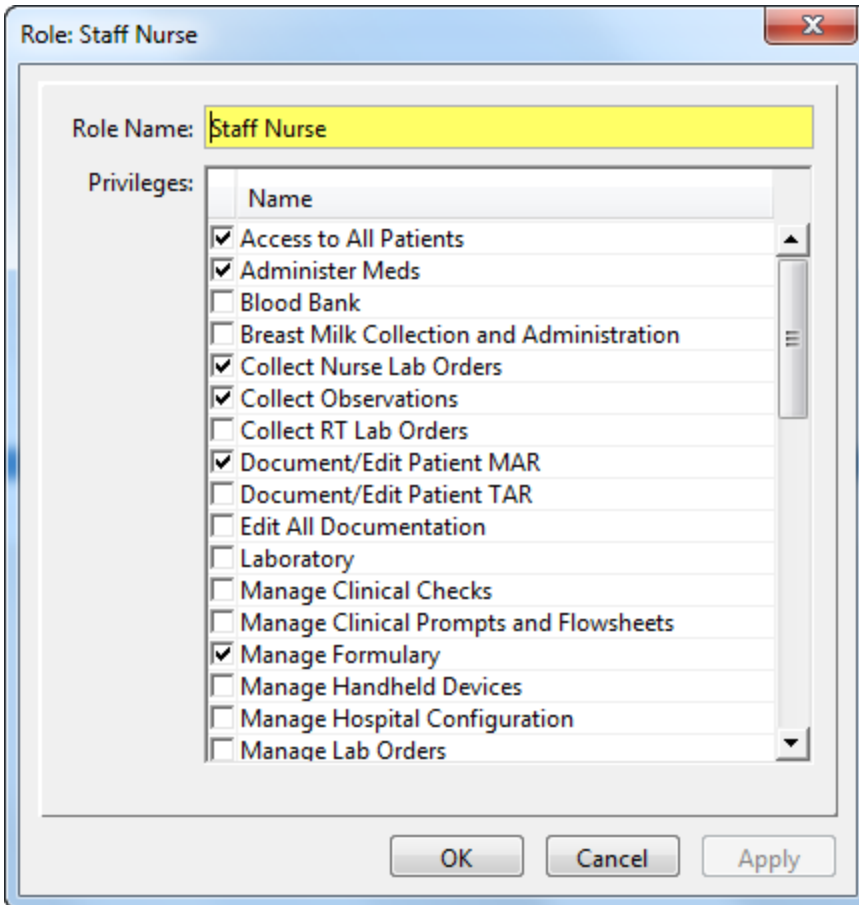 Role: Staff Nurse
Role Name: Staff Nurse
Privileges:
Name
Access to All Patients
Administer Meds
Blood Bank
Breast Milk Collection and Administration
Collect Nurse Lab Orders
Collect Observations
Collect RT Lab Orders
Document/Edit Patient MAR
Document/Edit Patient TAR
Edit All Documentation
Laboratory
Manage Clinical Checks
Manage Clinical Prompts and Flowsheets
Manage Formulary
Manage Handheld Devices
Manage Hospital Configuration
Manage Lab Orders
OK Cancel Apply